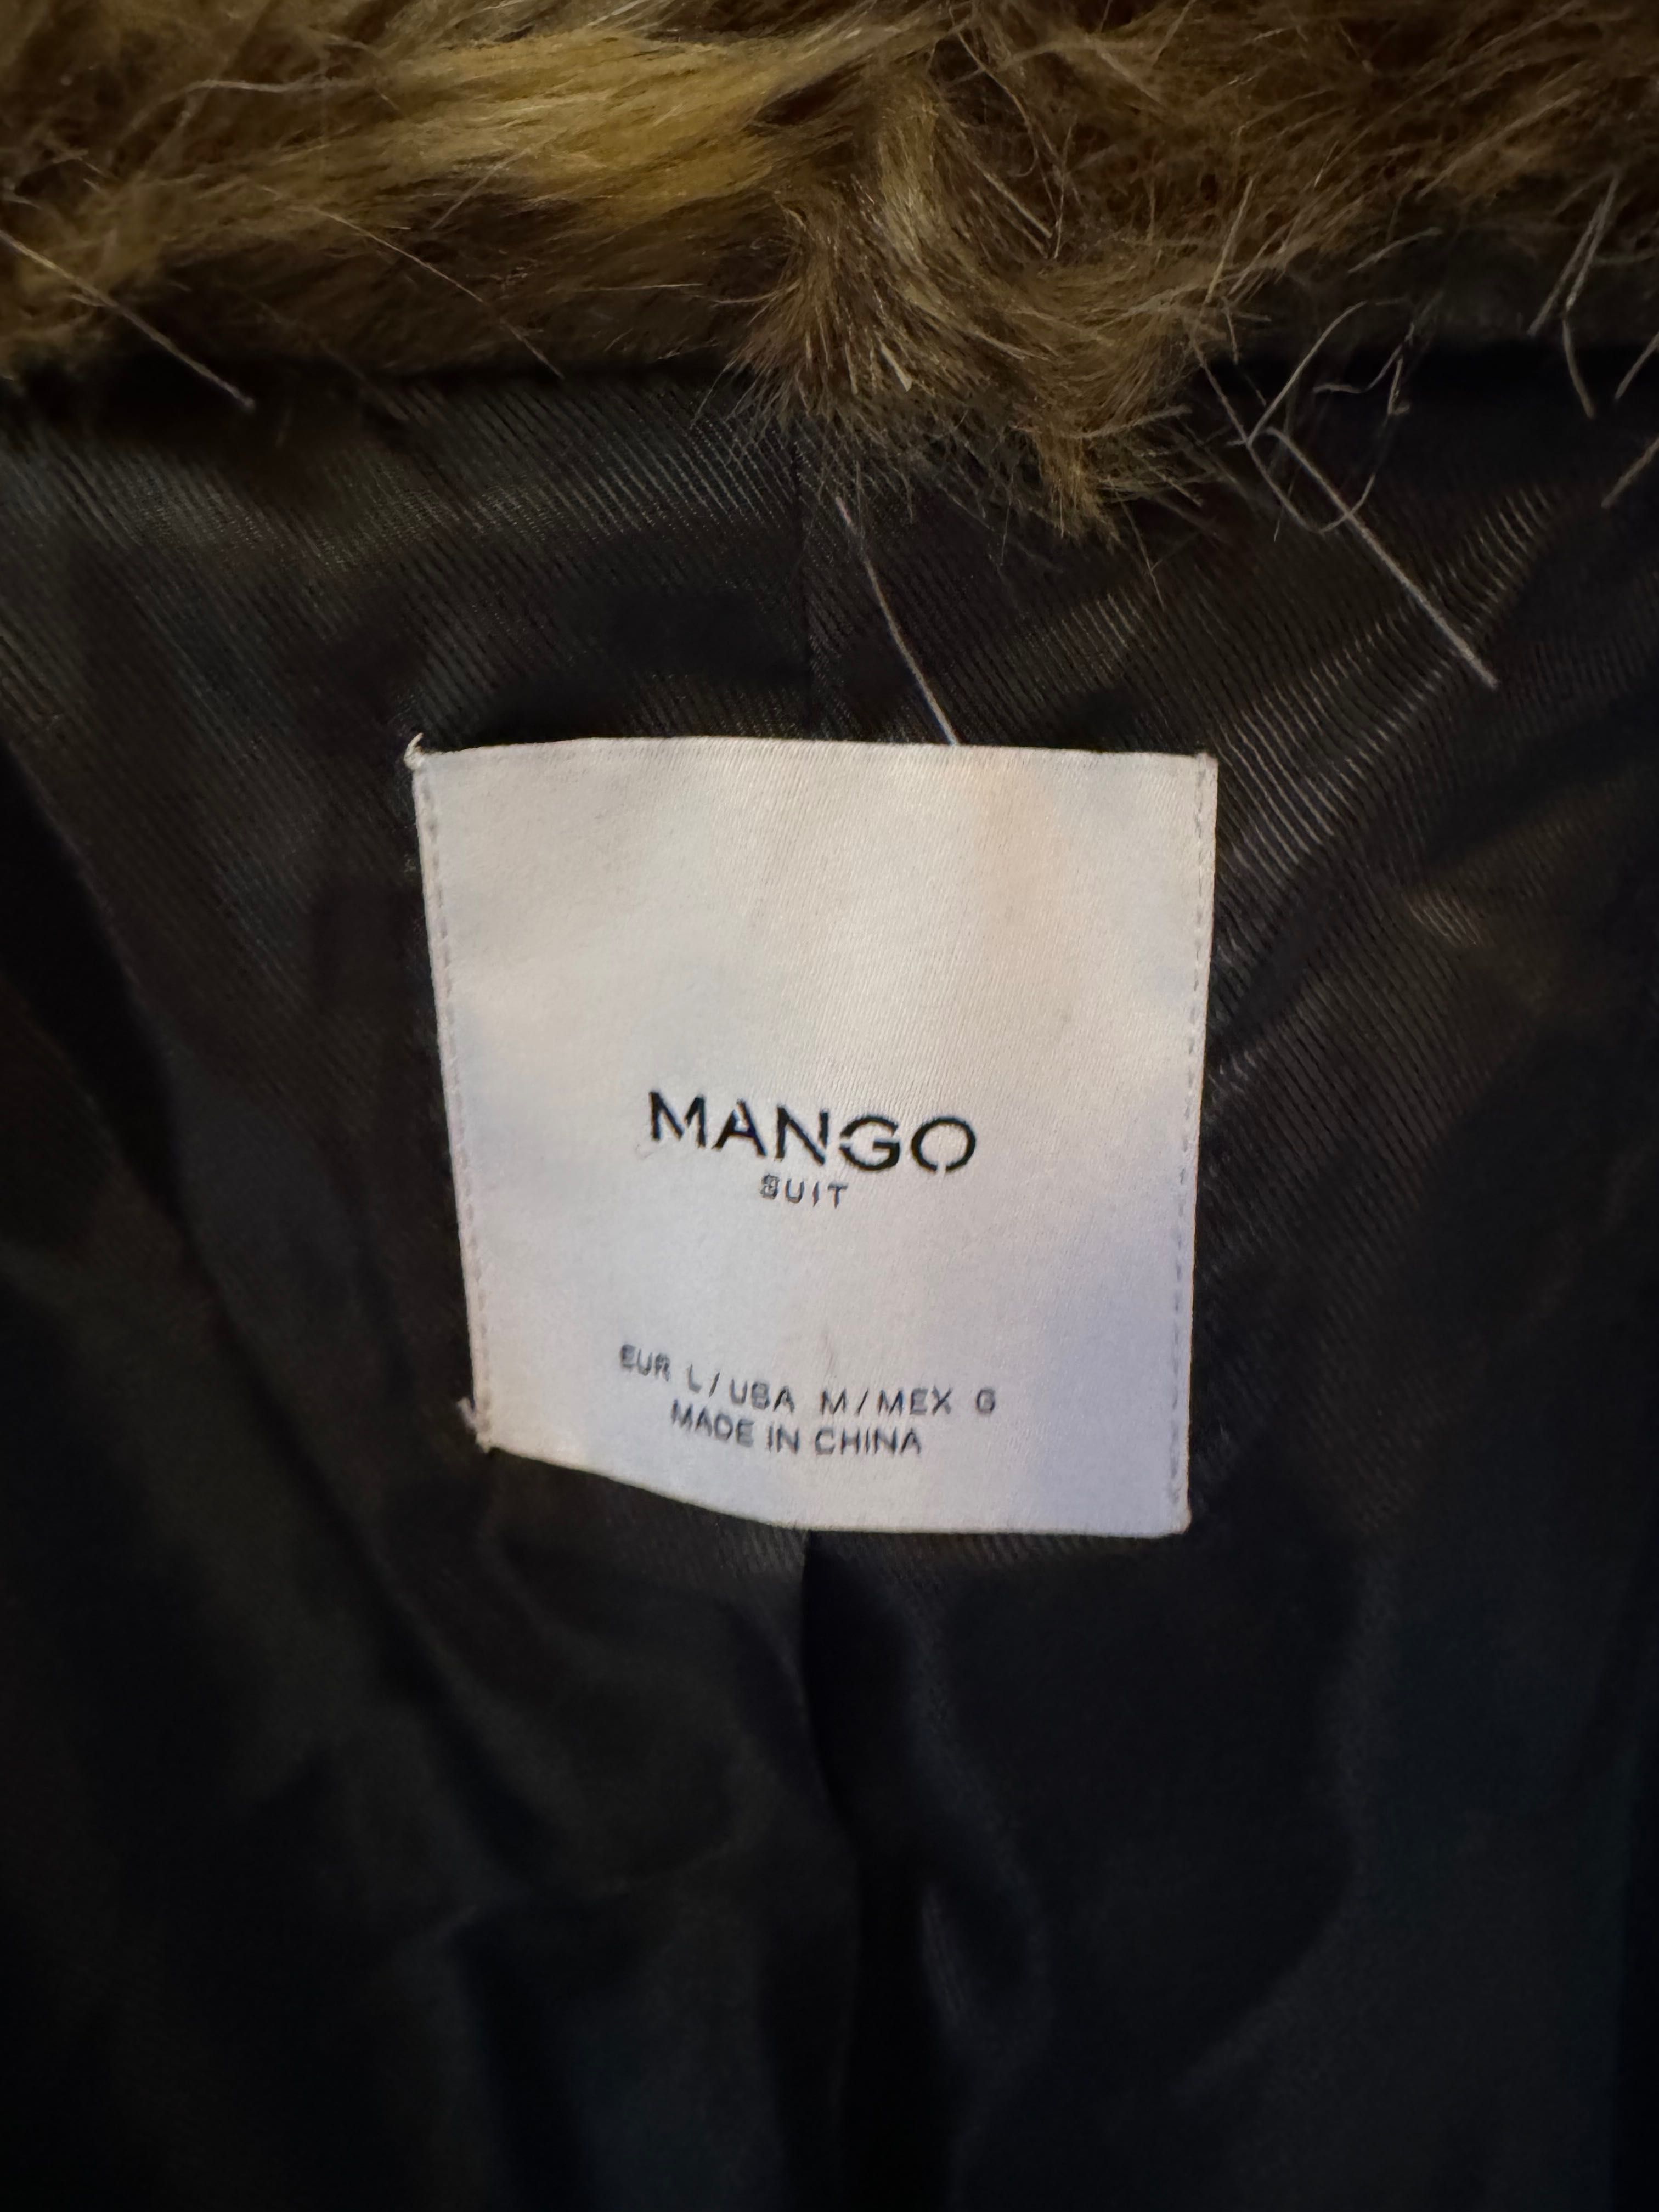 MANGO
SUIT
EUR L/USA M/MEX G
MADE IN CHINA